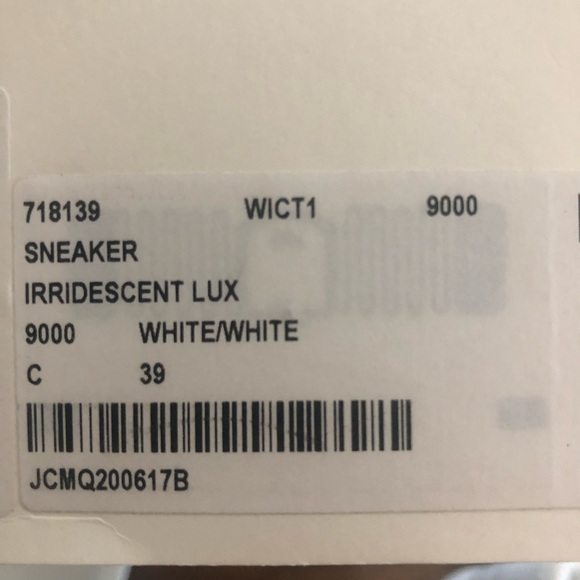 718139 WICT1 9000
SNEAKER
IRRIDESCENT LUX
9000 WHITE/WHITE
C 39
JCMQ200617B